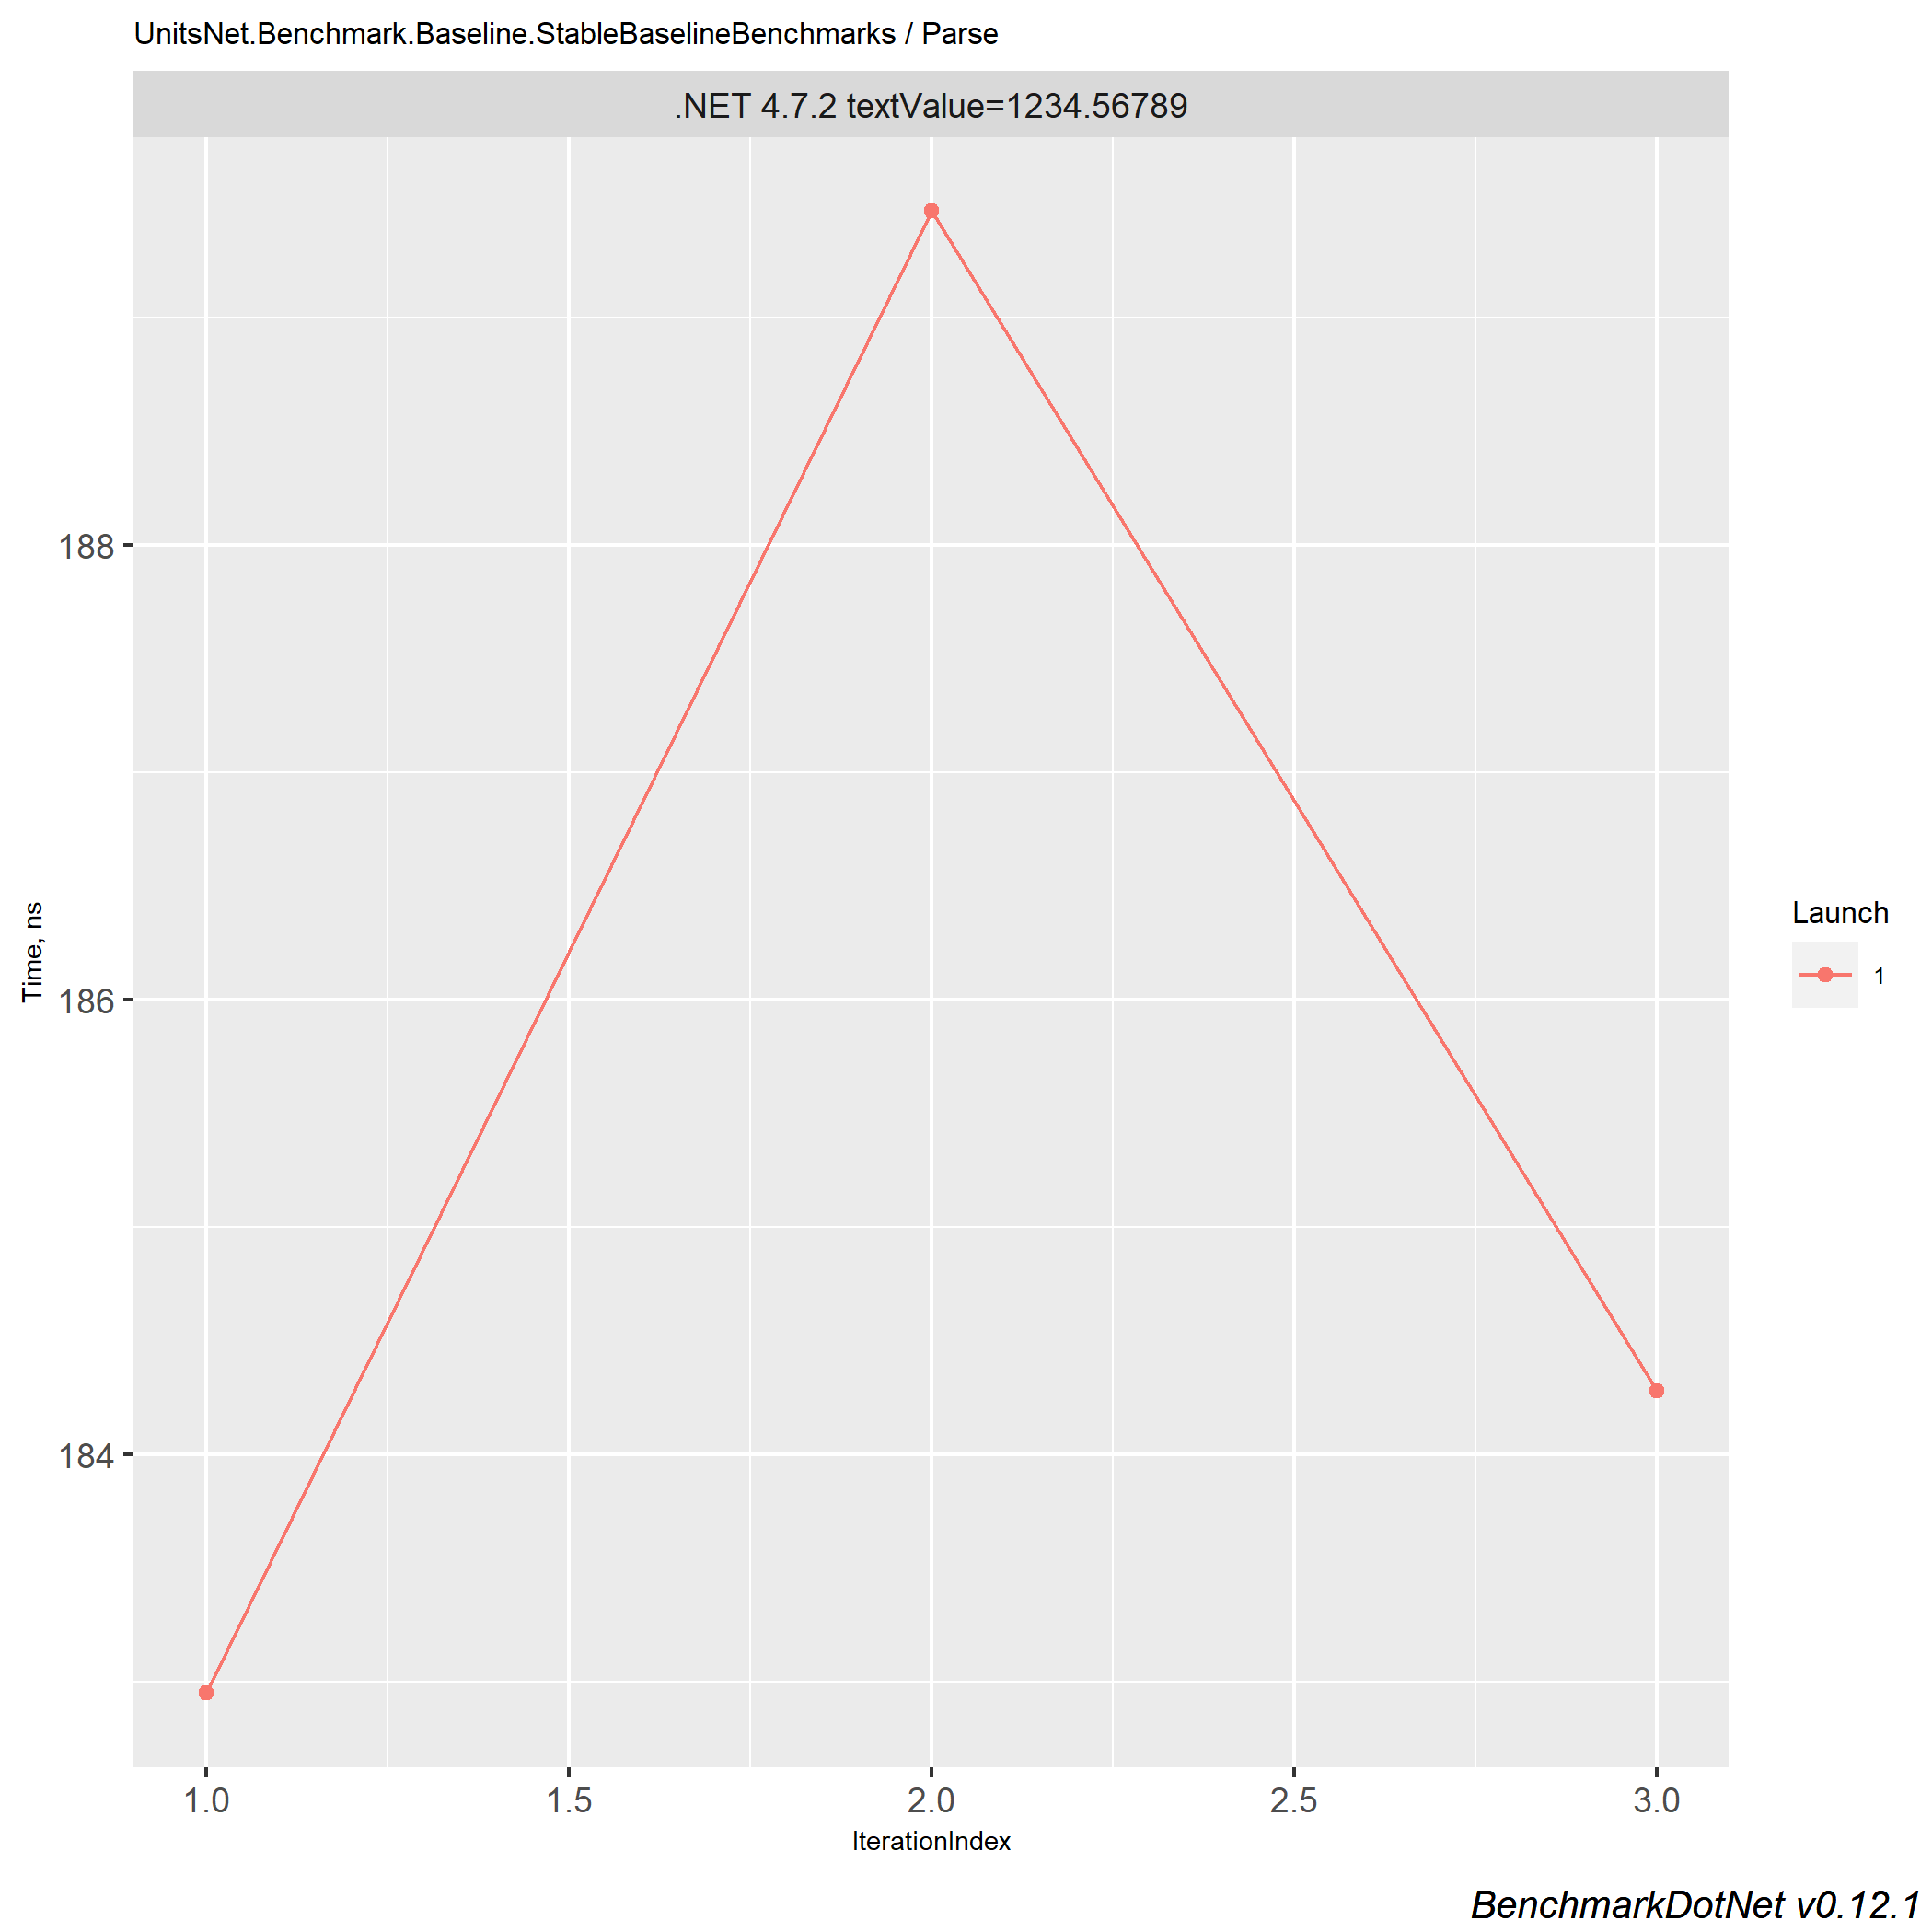 UnitsNet.Benchmark.Baseline.StableBaselineBenchmarks / Parse
.NET 4.7.2 textValue=1234.56789
188
186
184
Time, ns
1.0 1.5 2.0 2.5 3.0
IterationIndex
Launch
1
BenchmarkDotNet v0.12.1